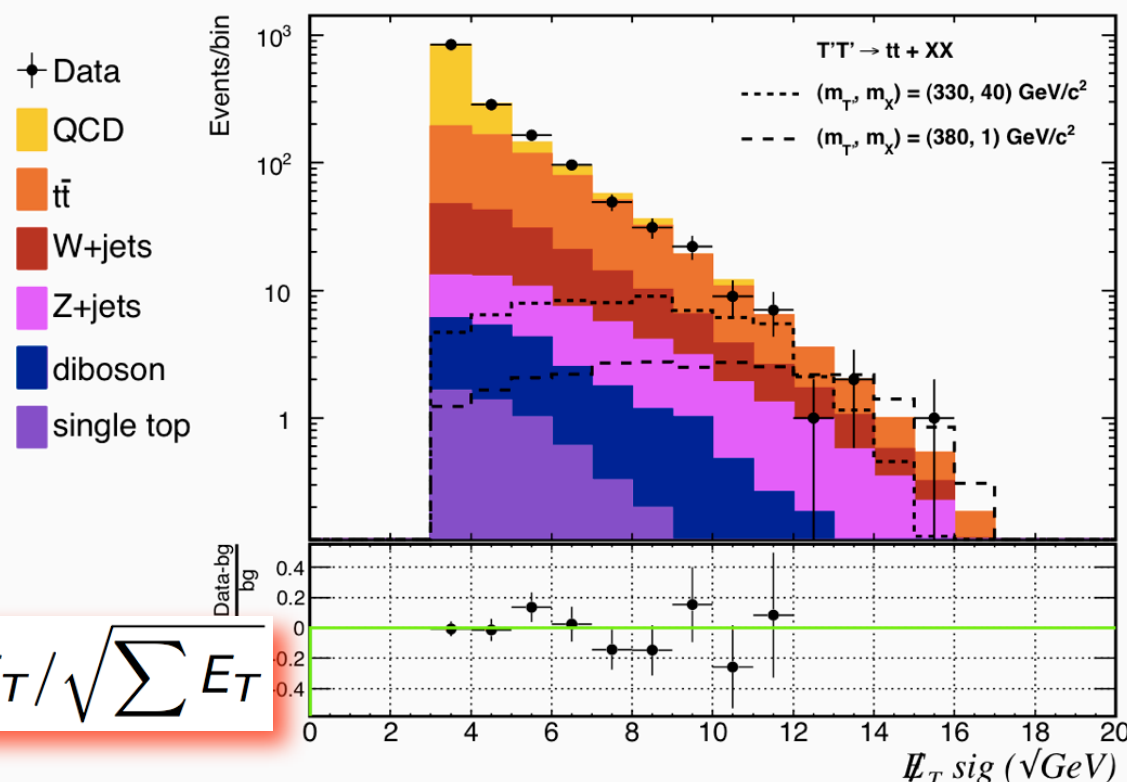 Data
QCD
tt̄
W+jets
Z+jets
diboson
single top
Events/bin
10³
10²
10
1
T'T' → tt + XX
(m_T', m_X) = (330, 40) GeV/c²
(m_T', m_X) = (380, 1) GeV/c²
Data-bg
bg
0.4
0.2
0
-0.2
0.4
T/√∑ E_T
0 2 4 6 8 10 12 14 16 18 20
E̸_T sig (√GeV)